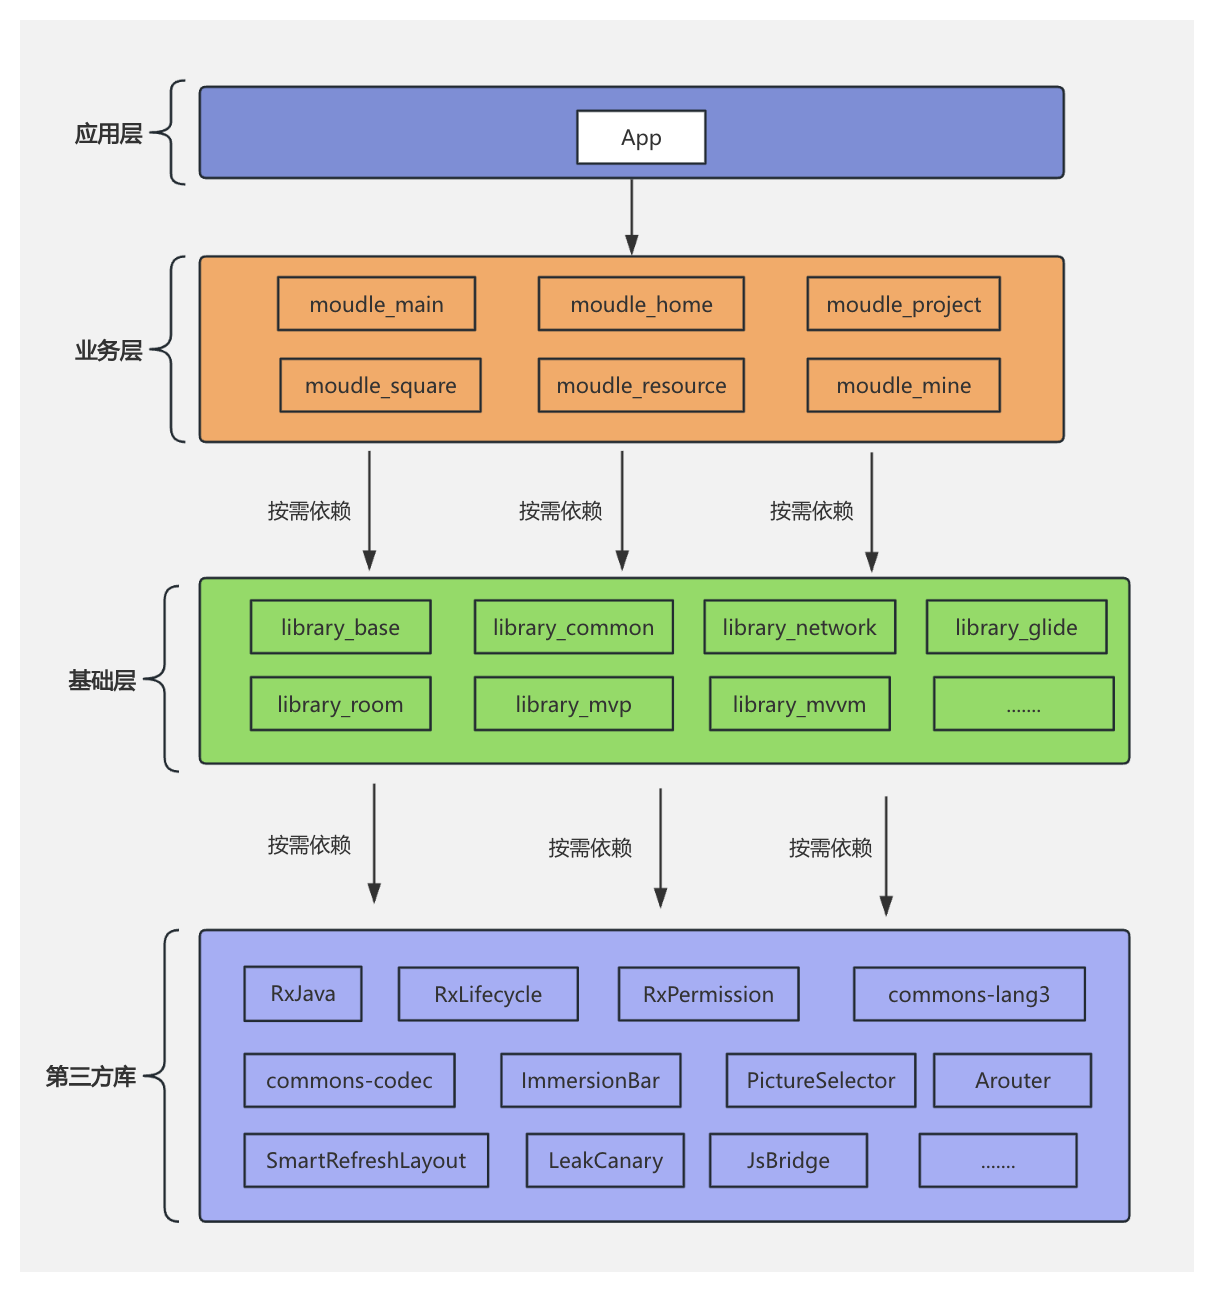 应用层
App
业务层
moudle_main
moudle_home
moudle_project
moudle_square
moudle_resource
moudle_mine
按需依赖
按需依赖
按需依赖
基础层
library_base
library_common
library_network
library_glide
library_room
library_mvp
library_mvvm
.......
按需依赖
按需依赖
按需依赖
第三方库
RxJava
RxLifecycle
RxPermission
commons-lang3
commons-codec
ImmersionBar
PictureSelector
Arouter
SmartRefreshLayout
LeakCanary
JsBridge
.......